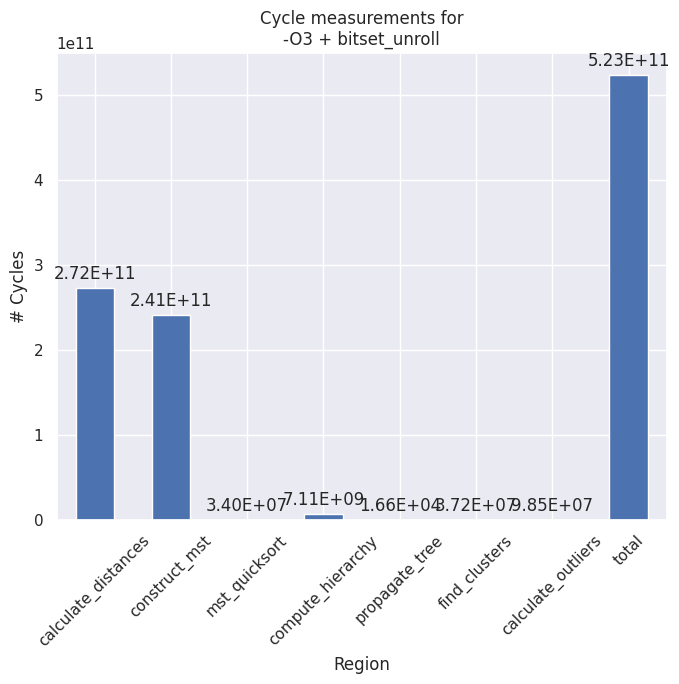 Cycle measurements for
-O3 + bitset_unroll
1e11
5
4
3
2
1
0
# Cycles
2.72E+11
2.41E+11
3.40E+07
7.11E+09
1.66E+04
3.72E+07
9.85E+07
5.23E+11
calculate_distances
construct_mst
mst_quicksort
compute_hierarchy
propagate_tree
find_clusters
calculate_outliers
total
Region